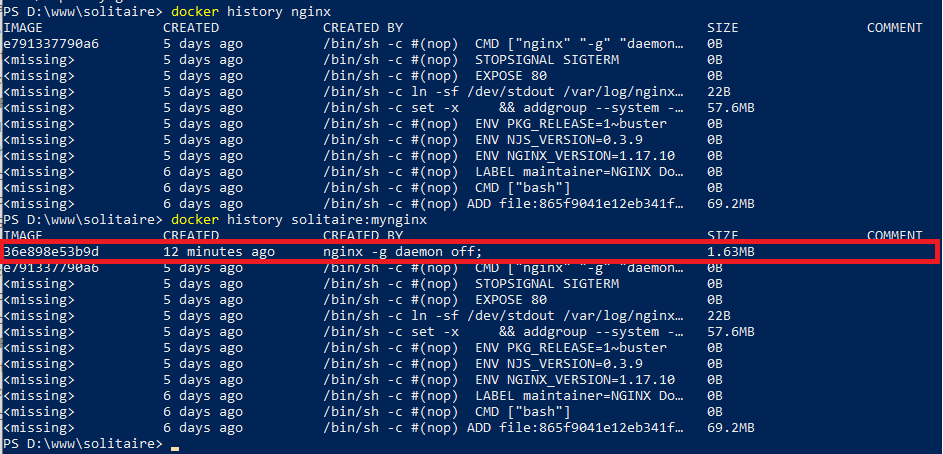 PS D:\www\solitaire> docker history nginx
IMAGE CREATED CREATED BY SIZE COMMENT
e791337790a6 5 days ago /bin/sh -c #(nop) CMD ["nginx" "-g" "daemon… 0B
<missing> 5 days ago /bin/sh -c #(nop) STOPSIGNAL SIGTERM 0B
<missing> 5 days ago /bin/sh -c #(nop) EXPOSE 80 0B
<missing> 5 days ago /bin/sh -c ln -sf /dev/stdout /var/log/nginx… 22B
<missing> 5 days ago /bin/sh -c set -x && addgroup --system -… 57.6MB
<missing> 5 days ago /bin/sh -c #(nop) ENV PKG_RELEASE=1~buster 0B
<missing> 5 days ago /bin/sh -c #(nop) ENV NJS_VERSION=0.3.9 0B
<missing> 5 days ago /bin/sh -c #(nop) ENV NGINX_VERSION=1.17.10 0B
<missing> 6 days ago /bin/sh -c #(nop) LABEL maintainer=NGINX Do… 0B
<missing> 6 days ago /bin/sh -c #(nop) CMD ["bash"] 0B
<missing> 6 days ago /bin/sh -c #(nop) ADD file:865f9041e12eb341f… 69.2MB
PS D:\www\solitaire> docker history solitaire:mynginx
IMAGE CREATED CREATED BY SIZE COMMENT
36e898e53b9d 12 minutes ago nginx -g daemon off; 1.63MB
e791337790a6 5 days ago /bin/sh -c #(nop) CMD ["nginx" "-g" "daemon… 0B
<missing> 5 days ago /bin/sh -c #(nop) STOPSIGNAL SIGTERM 0B
<missing> 5 days ago /bin/sh -c #(nop) EXPOSE 80 0B
<missing> 5 days ago /bin/sh -c ln -sf /dev/stdout /var/log/nginx… 22B
<missing> 5 days ago /bin/sh -c set -x && addgroup --system -… 57.6MB
<missing> 5 days ago /bin/sh -c #(nop) ENV PKG_RELEASE=1~buster 0B
<missing> 5 days ago /bin/sh -c #(nop) ENV NJS_VERSION=0.3.9 0B
<missing> 5 days ago /bin/sh -c #(nop) ENV NGINX_VERSION=1.17.10 0B
<missing> 6 days ago /bin/sh -c #(nop) LABEL maintainer=NGINX Do… 0B
<missing> 6 days ago /bin/sh -c #(nop) CMD ["bash"] 0B
<missing> 6 days ago /bin/sh -c #(nop) ADD file:865f9041e12eb341f… 69.2MB
PS D:\www\solitaire>